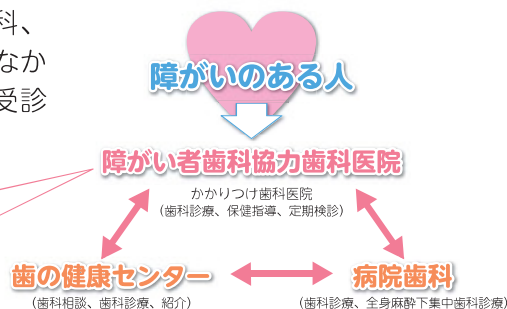 科、
なか
受診
障がいのある人
障がい者歯科協力歯科医院
かかりつけ歯科医院
（歯科診療、保健指導、定期検診）
歯の健康センター
（歯科相談、歯科診療、紹介）
病院歯科
（歯科診療、全身麻酔下集中歯科診療）